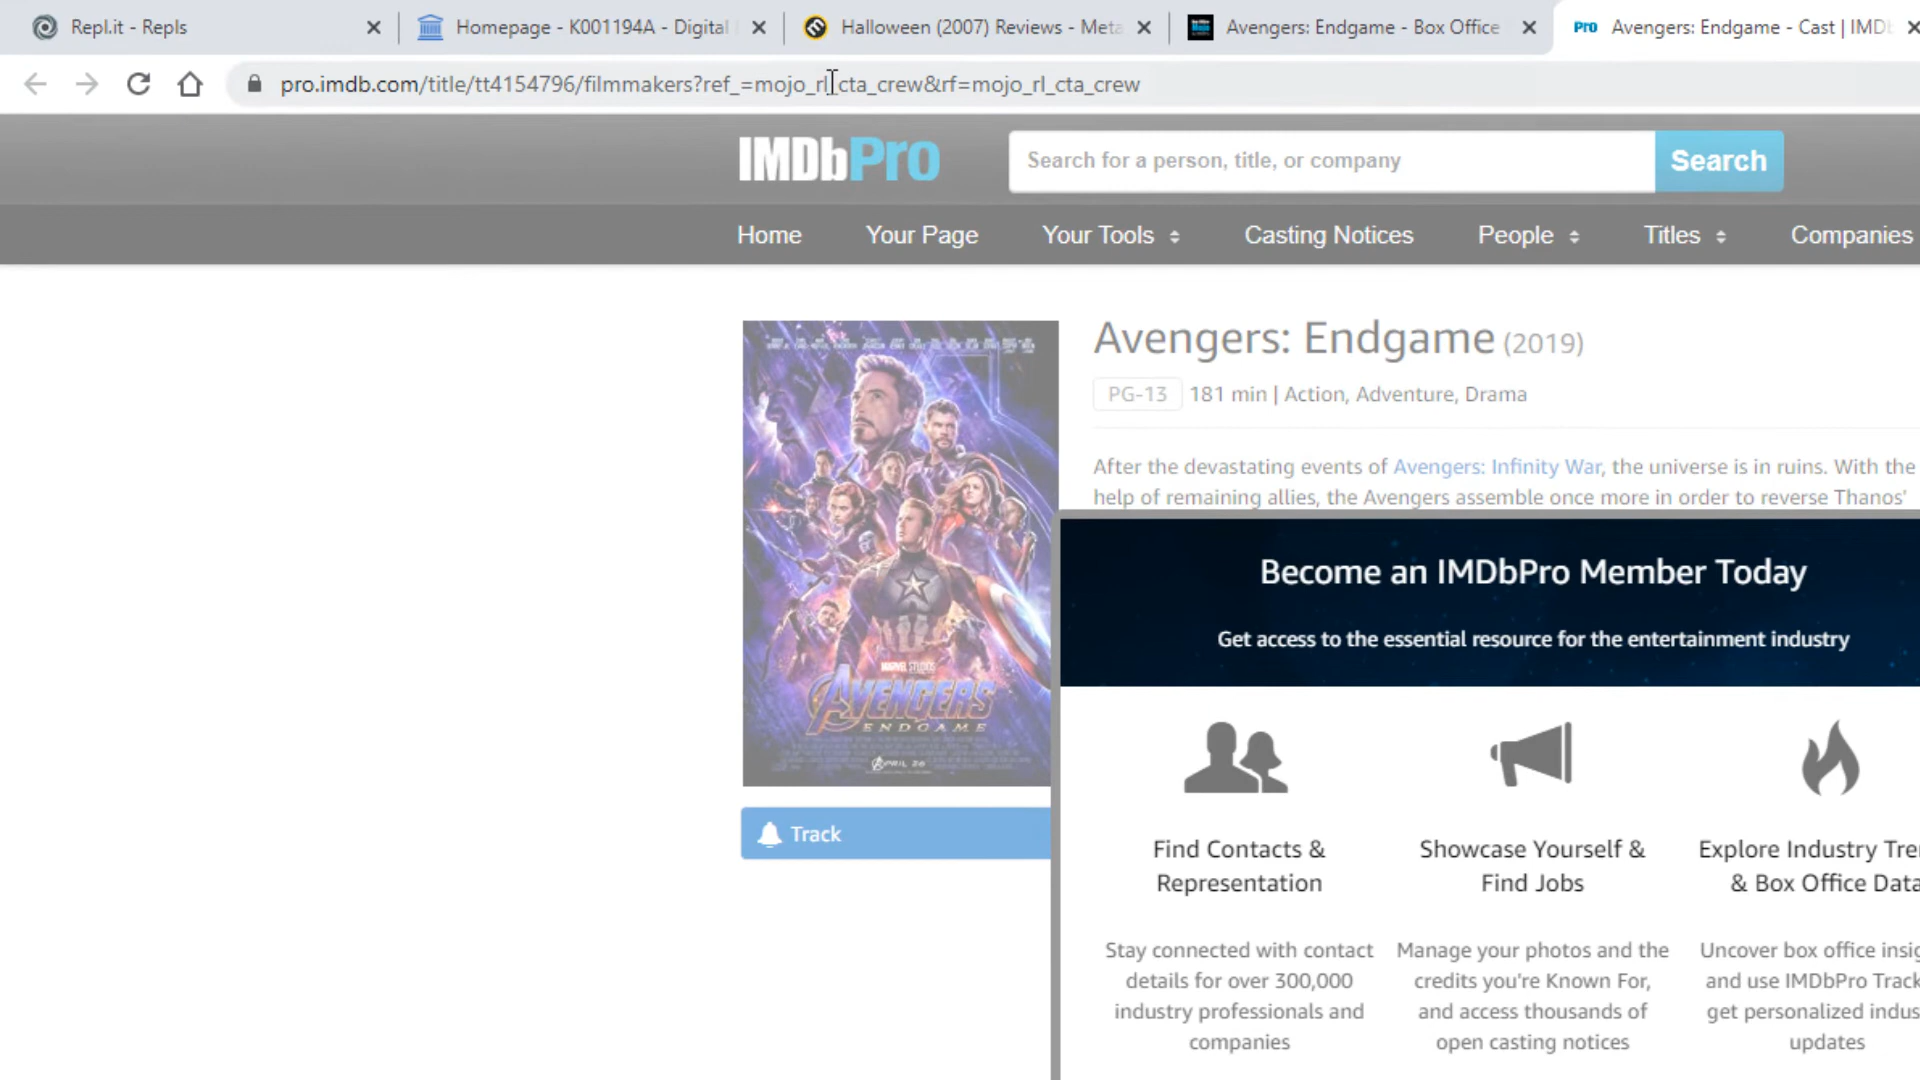 Repl.it - Repls
Homepage - K001194A - Digital
Halloween (2007) Reviews - Meta
Avengers: Endgame - Box Office
Pro
Avengers: Endgame - Cast | IMDb
pro.imdb.com/title/tt4154796/filmmakers?ref_=mojo_rl_cta_crew&rf=mojo_rl_cta_crew
IMDbPro
Search for a person, title, or company
Search
Home
Your Page
Your Tools
Casting Notices
People
Titles
Companies
Avengers: Endgame (2019)
PG-13 181 min | Action, Adventure, Drama
After the devastating events of Avengers: Infinity War, the universe is in ruins. With the
help of remaining allies, the Avengers assemble once more in order to reverse Thanos'
MARVEL STUDIOS
AVENGERS
ENDGAME
APRIL 26
Track
Become an IMDbPro Member Today
Get access to the essential resource for the entertainment industry
Find Contacts &
Representation
Stay connected with contact
details for over 300,000
industry professionals and
companies
Showcase Yourself &
Find Jobs
Manage your photos and the
credits you're Known For,
and access thousands of
open casting notices
Explore Industry Tre
& Box Office Data
Uncover box office insig
and use IMDbPro Track
get personalized indus
updates